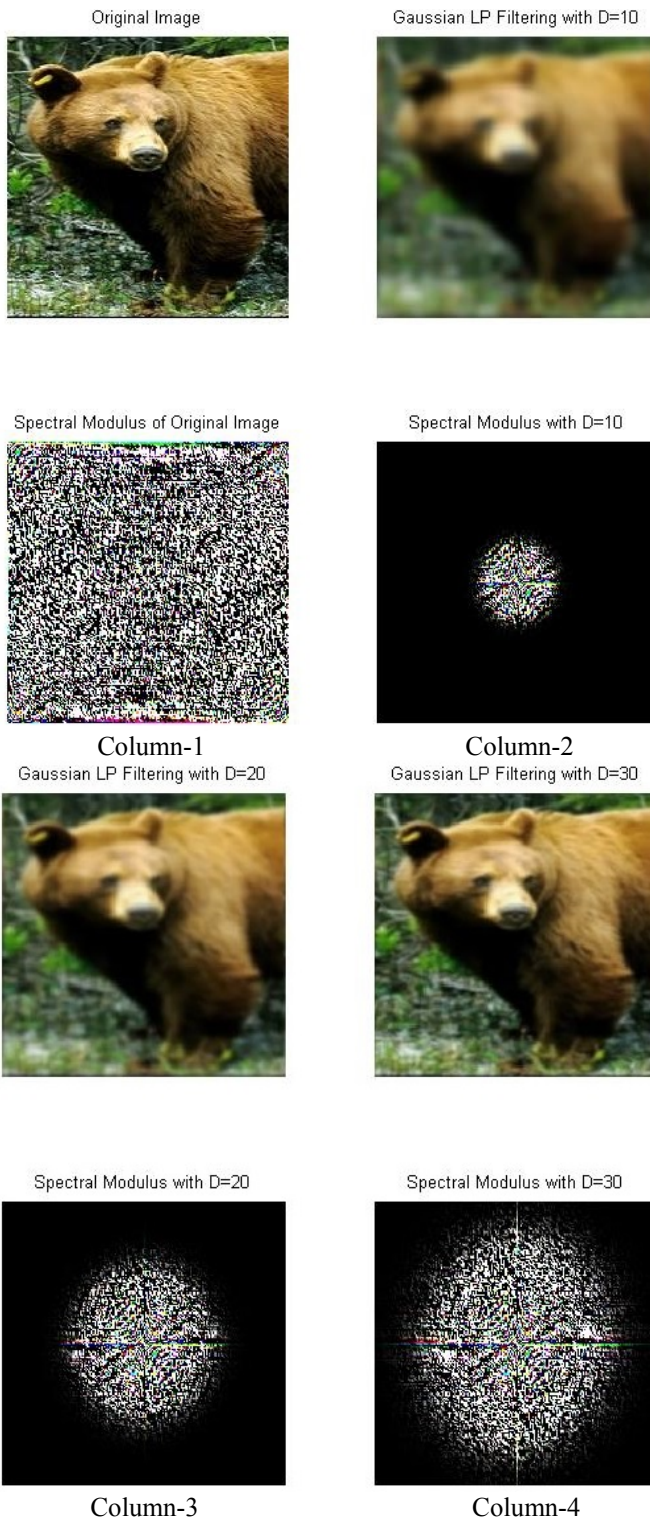 Original Image
Gaussian LP Filtering with D=10
Spectral Modulus of Original Image
Spectral Modulus with D=10
Column-1
Column-2
Gaussian LP Filtering with D=20
Gaussian LP Filtering with D=30
Spectral Modulus with D=20
Spectral Modulus with D=30
Column-3
Column-4